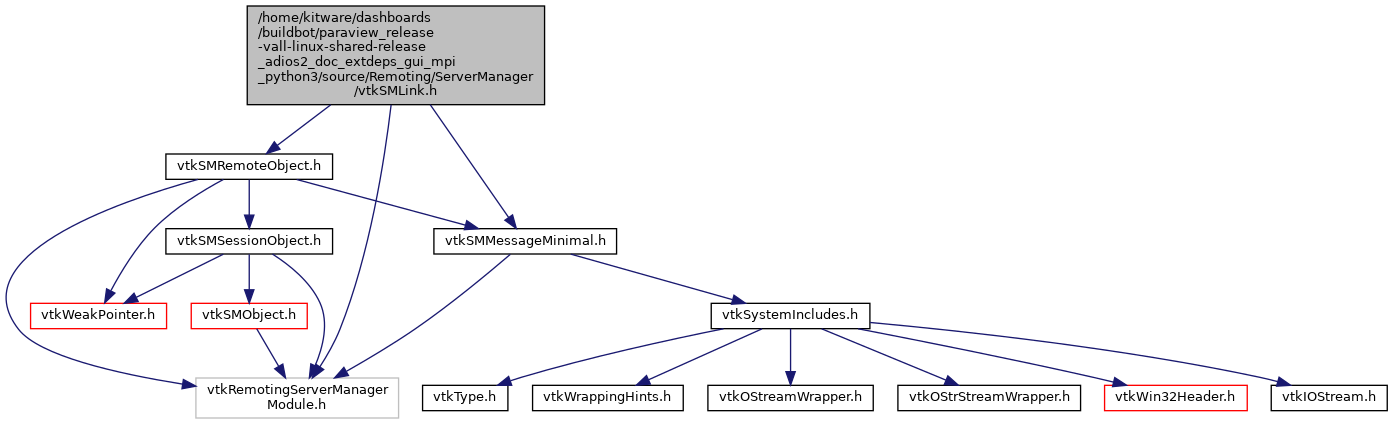 /home/kitware/dashboards
/buildbot/paraview_release
-vall-linux-shared-release
_adios2_doc_extdeps_gui_mpi
_python3/source/Remoting/ServerManager
/vtkSMLink.h
vtkSMRemoteObject.h
vtkSMSessionObject.h
vtkSMMessageMinimal.h
vtkWeakPointer.h
vtkSMObject.h
vtkSystemIncludes.h
vtkRemotingServerManager
Module.h
vtkType.h
vtkWrappingHints.h
vtkOStreamWrapper.h
vtkOStrStreamWrapper.h
vtkWin32Header.h
vtkIOStream.h